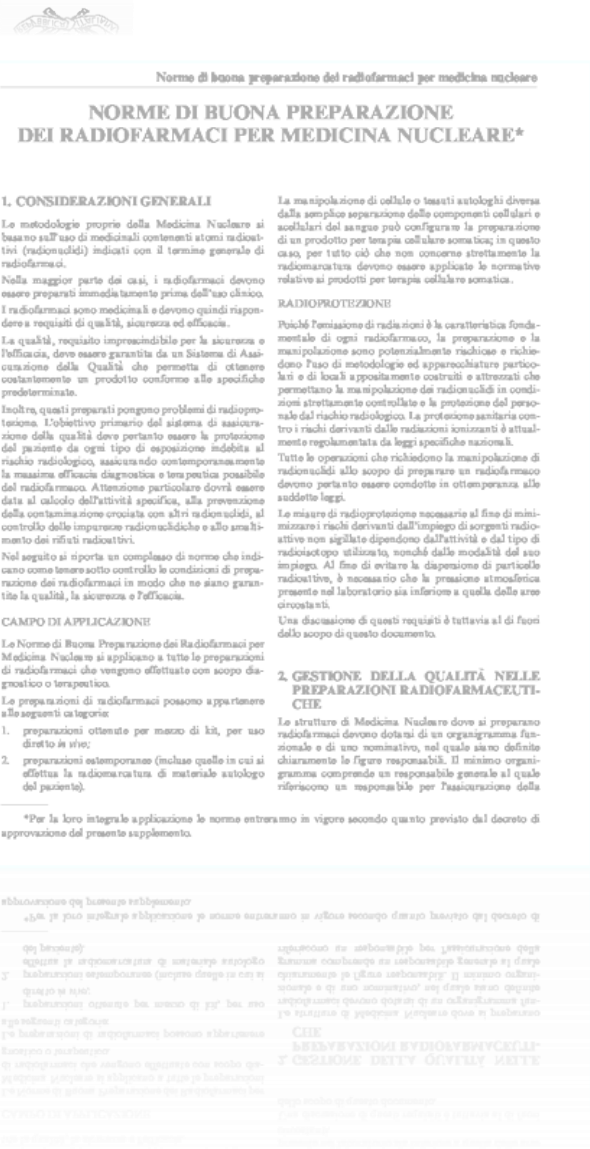 Norme di buona preparazione dei radiofarmaci per medicina nucleare
NORME DI BUONA PREPARAZIONE
DEI RADIOFARMACI PER MEDICINA NUCLEARE*
1. CONSIDERAZIONI GENERALI
Le metodologie proprie della Medicina Nucleare si
basano sull'uso di medicinali contenenti atomi radioat-
tivi (radionuclidi) indicati con il termine generale di
radiofarmaci.
Nella maggior parte dei casi, i radiofarmaci devono
essere preparati immediatamente prima dell'uso clinico.
I radiofarmaci sono medicinali e devono quindi rispon-
dere a requisiti di qualità, sicurezza ed efficacia.
La qualità, requisito imprescindibile per la sicurezza e
l'efficacia, deve essere garantita da un Sistema di Assi-
curazione della Qualità che permetta di ottenere
costantemente un prodotto conforme alle specifiche
predeterminate.
Inoltre, questi preparati pongono problemi di radiopro-
tezione. L'obiettivo primario del sistema di assicura-
zione della qualità deve pertanto essere la protezione
del paziente da ogni tipo di esposizione indebita al
rischio radiologico, assicurando contemporaneamente
la massima efficacia diagnostica e terapeutica possibile
del radiofarmaco. Attenzione particolare dovrà essere
data al calcolo dell'attività specifica, alla prevenzione
della contaminazione crociata con altri radionuclidi, al
controllo delle impurezze radionuclidiche e allo smalti-
mento dei rifiuti radioattivi.
Nel seguito si riporta un complesso di norme che indi-
cano come tenere sotto controllo le condizioni di prepa-
razione dei radiofarmaci in modo che ne siano garan-
tite la qualità, la sicurezza e l'efficacia.
CAMPO DI APPLICAZIONE
Le Norme di Buona Preparazione dei Radiofarmaci per
Medicina Nucleare si applicano a tutte le preparazioni
di radiofarmaci che vengono effettuate con scopo dia-
gnostico o terapeutico.
Le preparazioni di radiofarmaci possono appartenere
alle seguenti categorie:
1. preparazioni ottenute per mezzo di kit, per uso
diretto in vivo;
2. preparazioni estemporanee (incluse quelle in cui si
effettua la radiomarcatura di materiale autologo
del paziente).
La manipolazione di cellule o tessuti autologhi diversa
dalla semplice separazione delle componenti cellulari e
acellulari del sangue può configurare la preparazione
di un prodotto per terapia cellulare somatica; in questo
caso, per tutto ciò che non concerne strettamente la
radiomarcatura devono essere applicate le normative
relative ai prodotti per terapia cellulare somatica.
RADIOPROTEZIONE
Poiché l'emissione di radiazioni è la caratteristica fonda-
mentale di ogni radiofarmaco, la preparazione e la
manipolazione sono potenzialmente rischiose e richie-
dono l'uso di metodologie ed apparecchiature partico-
lari e di locali appositamente costruiti e attrezzati che
permettano la manipolazione dei radionuclidi in condi-
zioni strettamente controllate e la protezione del perso-
nale dal rischio radiologico. La protezione sanitaria con-
tro i rischi derivanti dalle radiazioni ionizzanti è attual-
mente regolamentata da leggi specifiche nazionali.
Tutte le operazioni che richiedono la manipolazione di
radionuclidi allo scopo di preparare un radiofarmaco
devono pertanto essere condotte in ottemperanza alle
suddette leggi.
Le misure di radioprotezione necessarie al fine di mini-
mizzare i rischi derivanti dall'impiego di sorgenti radio-
attive non sigillate dipendono dall'attività e dal tipo di
radioisotopo utilizzato, nonché dalle modalità del suo
impiego. Al fine di evitare la dispersione di particelle
radioattive, è necessario che la pressione atmosferica
presente nel laboratorio sia inferiore a quella delle aree
circostanti.
Una discussione di questi requisiti è tuttavia al di fuori
dello scopo di questo documento.
2. GESTIONE DELLA QUALITÀ NELLE
PREPARAZIONI RADIOFARMACEUTI-
CHE
Le strutture di Medicina Nucleare dove si preparano
radiofarmaci devono dotarsi di un organigramma fun-
zionale e di uno nominativo, nel quale siano definite
chiaramente le figure responsabili. Il minimo organi-
gramma comprende un responsabile generale al quale
riferiscono un responsabile per l'assicurazione della
*Per la loro integrale applicazione le norme entreranno in vigore secondo quanto previsto dal decreto di
approvazione del presente supplemento.